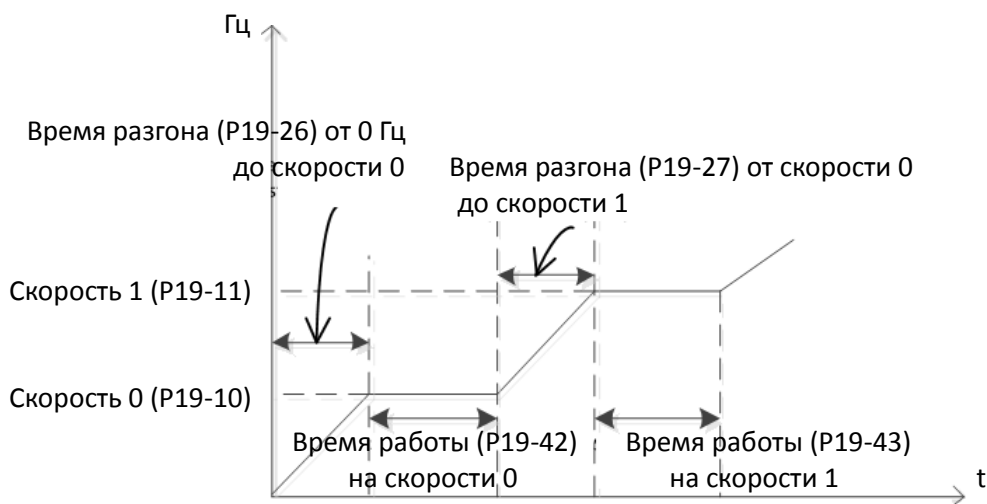 Гц
Время разгона (P19-26) от 0 Гц
до скорости 0
Время разгона (P19-27) от скорости 0
до скорости 1
Скорость 1 (P19-11)
Скорость 0 (P19-10)
Время работы (P19-42)
на скорости 0
Время работы (P19-43)
на скорости 1
t